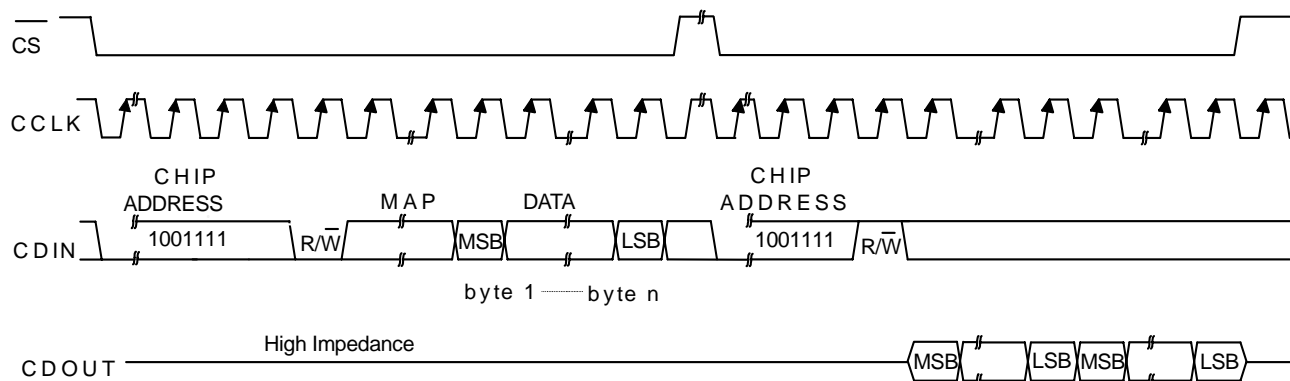 CS
CCLK
CHIP
ADDRESS
MAP
DATA
CHIP
ADDRESS
CDIN
1001111
R/W
MSB
LSB
1001111
R/W
byte 1 ........ byte n
High Impedance
CDOUT
MSB
LSB
MSB
LSB